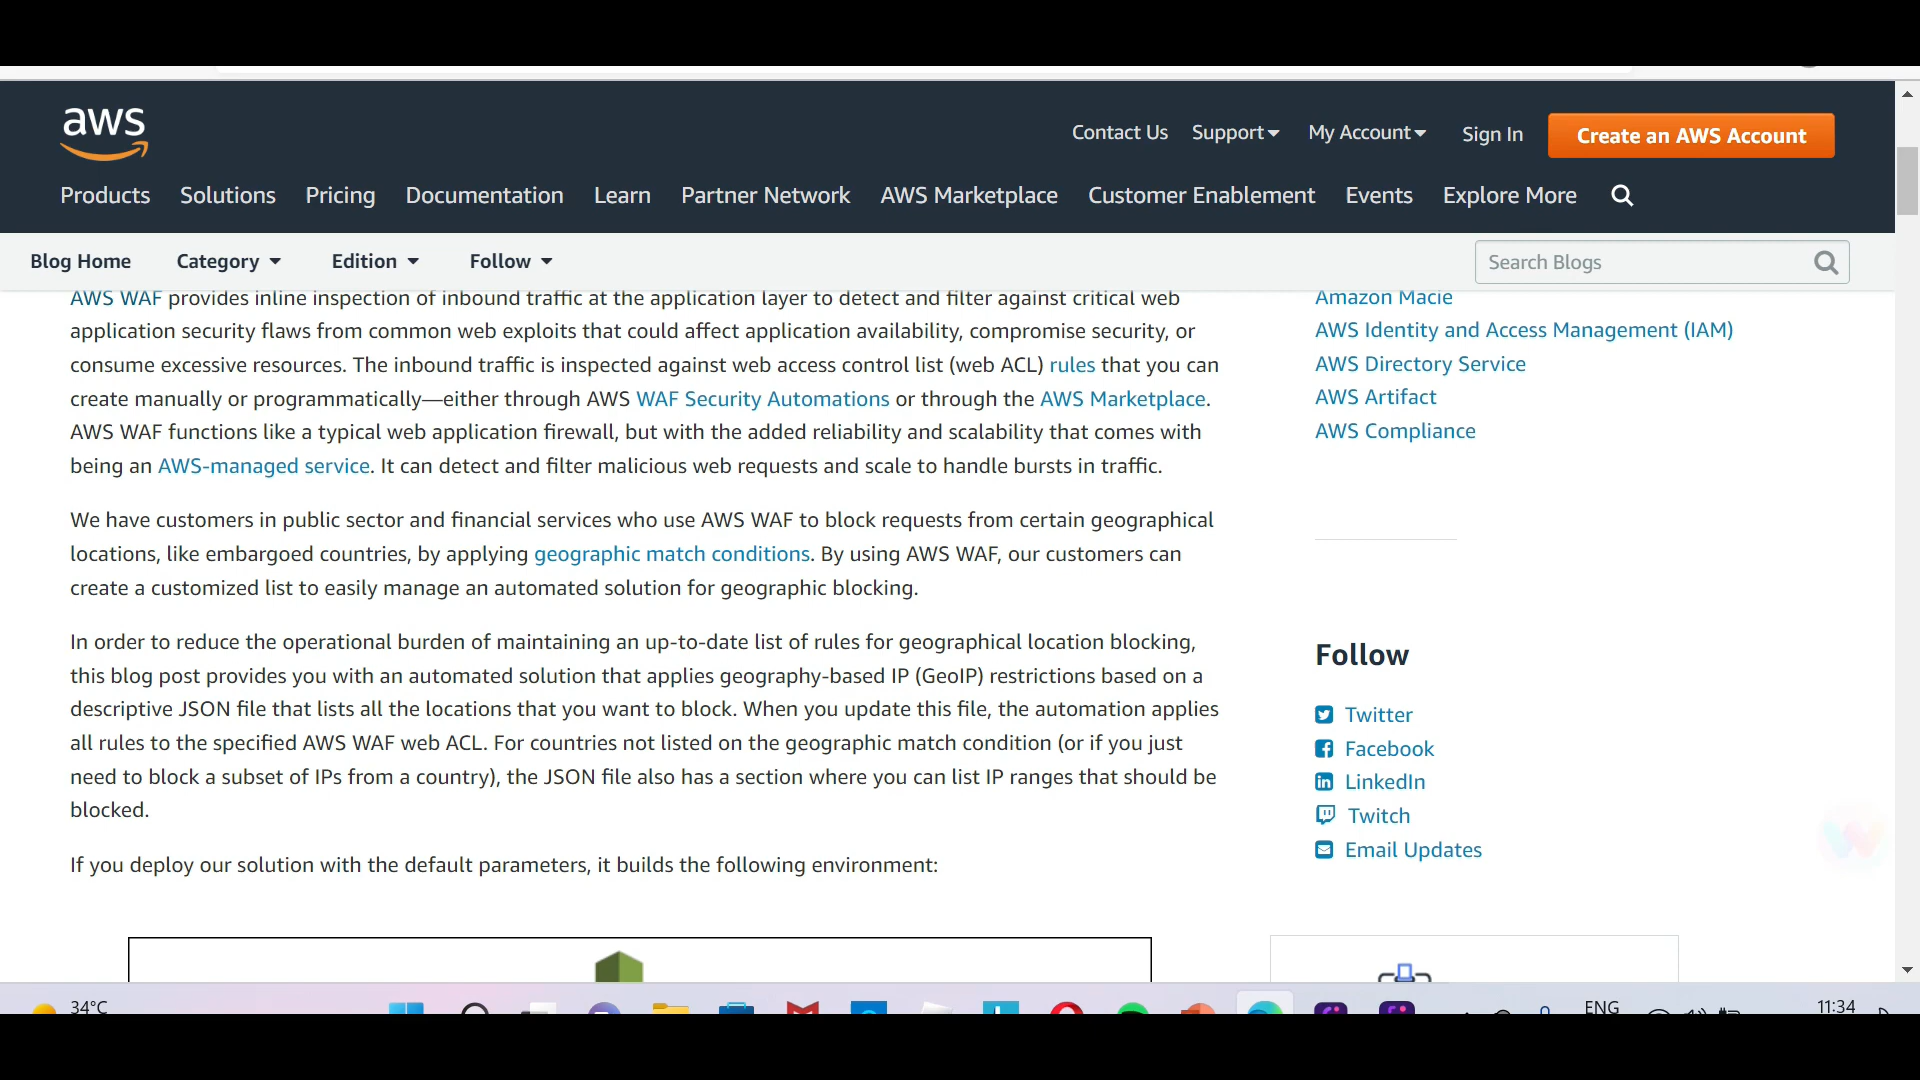 aws
Contact Us Support My Account Sign In Create an AWS Account
Products Solutions Pricing Documentation Learn Partner Network AWS Marketplace Customer Enablement Events Explore More
Blog Home Category Edition Follow Search Blogs
AWS WAF provides inline inspection of inbound traffic at the application layer to detect and filter against critical web
application security flaws from common web exploits that could affect application availability, compromise security, or
consume excessive resources. The inbound traffic is inspected against web access control list (web ACL) rules that you can
create manually or programmatically—either through AWS WAF Security Automations or through the AWS Marketplace.
AWS WAF functions like a typical web application firewall, but with the added reliability and scalability that comes with
being an AWS-managed service. It can detect and filter malicious web requests and scale to handle bursts in traffic.
We have customers in public sector and financial services who use AWS WAF to block requests from certain geographical
locations, like embargoed countries, by applying geographic match conditions. By using AWS WAF, our customers can
create a customized list to easily manage an automated solution for geographic blocking.
In order to reduce the operational burden of maintaining an up-to-date list of rules for geographical location blocking,
this blog post provides you with an automated solution that applies geography-based IP (GeoIP) restrictions based on a
descriptive JSON file that lists all the locations that you want to block. When you update this file, the automation applies
all rules to the specified AWS WAF web ACL. For countries not listed on the geographic match condition (or if you just
need to block a subset of IPs from a country), the JSON file also has a section where you can list IP ranges that should be
blocked.
If you deploy our solution with the default parameters, it builds the following environment:
Amazon Macie
AWS Identity and Access Management (IAM)
AWS Directory Service
AWS Artifact
AWS Compliance
Follow
Twitter
Facebook
LinkedIn
Twitch
Email Updates
34°C
ENG
11:34